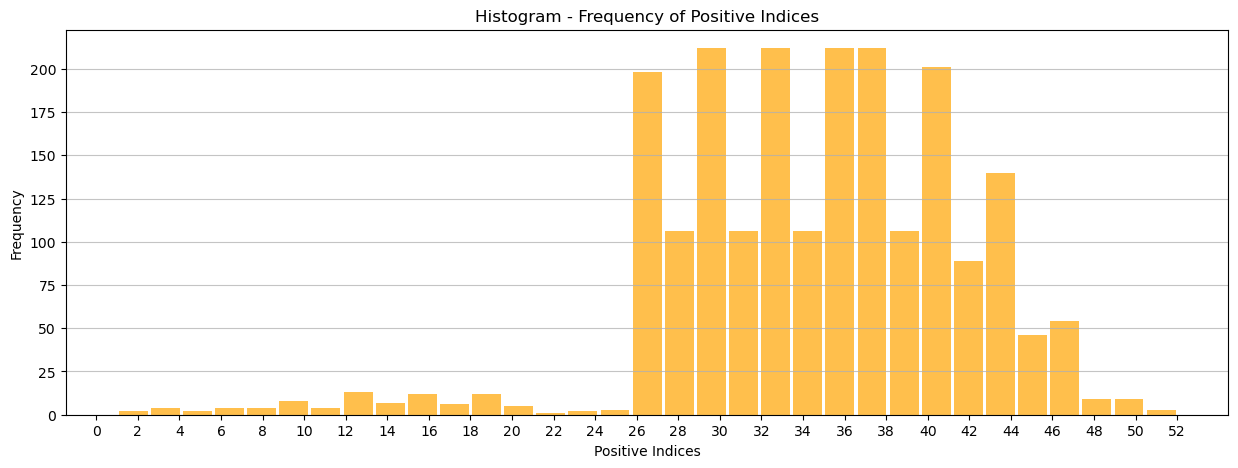 Histogram - Frequency of Positive Indices
Frequency
200
175
150
125
100
75
50
25
0
0 2 4 6 8 10 12 14 16 18 20 22 24 26 28 30 32 34 36 38 40 42 44 46 48 50 52
Positive Indices